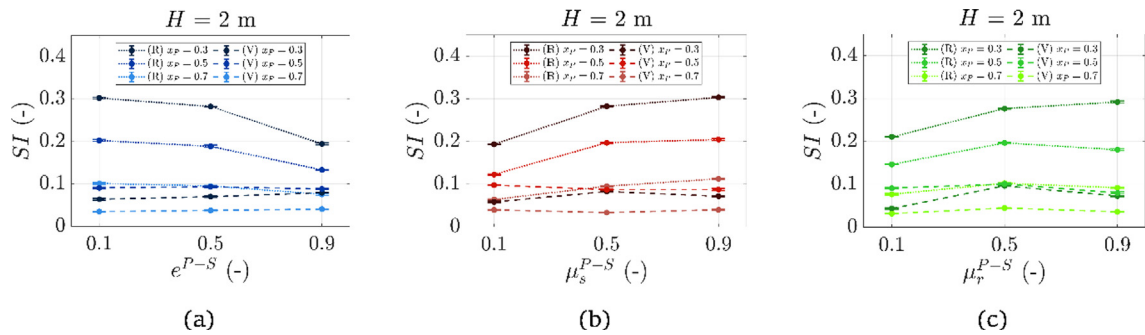 H = 2 m
(R) x_P = 0.3 (V) x_P = 0.3
(R) x_P = 0.5 (V) x_P = 0.5
(R) x_P = 0.7 (V) x_P = 0.7
SI (-)
0.4
0.3
0.2
0.1
0
0.1 0.5 0.9
e^{P-S} (-)
(a)
H = 2 m
(R) x_P = 0.3 (V) x_P = 0.3
(R) x_P = 0.5 (V) x_P = 0.5
(R) x_P = 0.7 (V) x_P = 0.7
SI (-)
0.4
0.3
0.2
0.1
0
0.1 0.5 0.9
μ_s^{P-S} (-)
(b)
H = 2 m
(R) x_P = 0.3 (V) x_P = 0.3
(R) x_P = 0.5 (V) x_P = 0.5
(R) x_P = 0.7 (V) x_P = 0.7
SI (-)
0.4
0.3
0.2
0.1
0
0.1 0.5 0.9
μ_r^{P-S} (-)
(c)